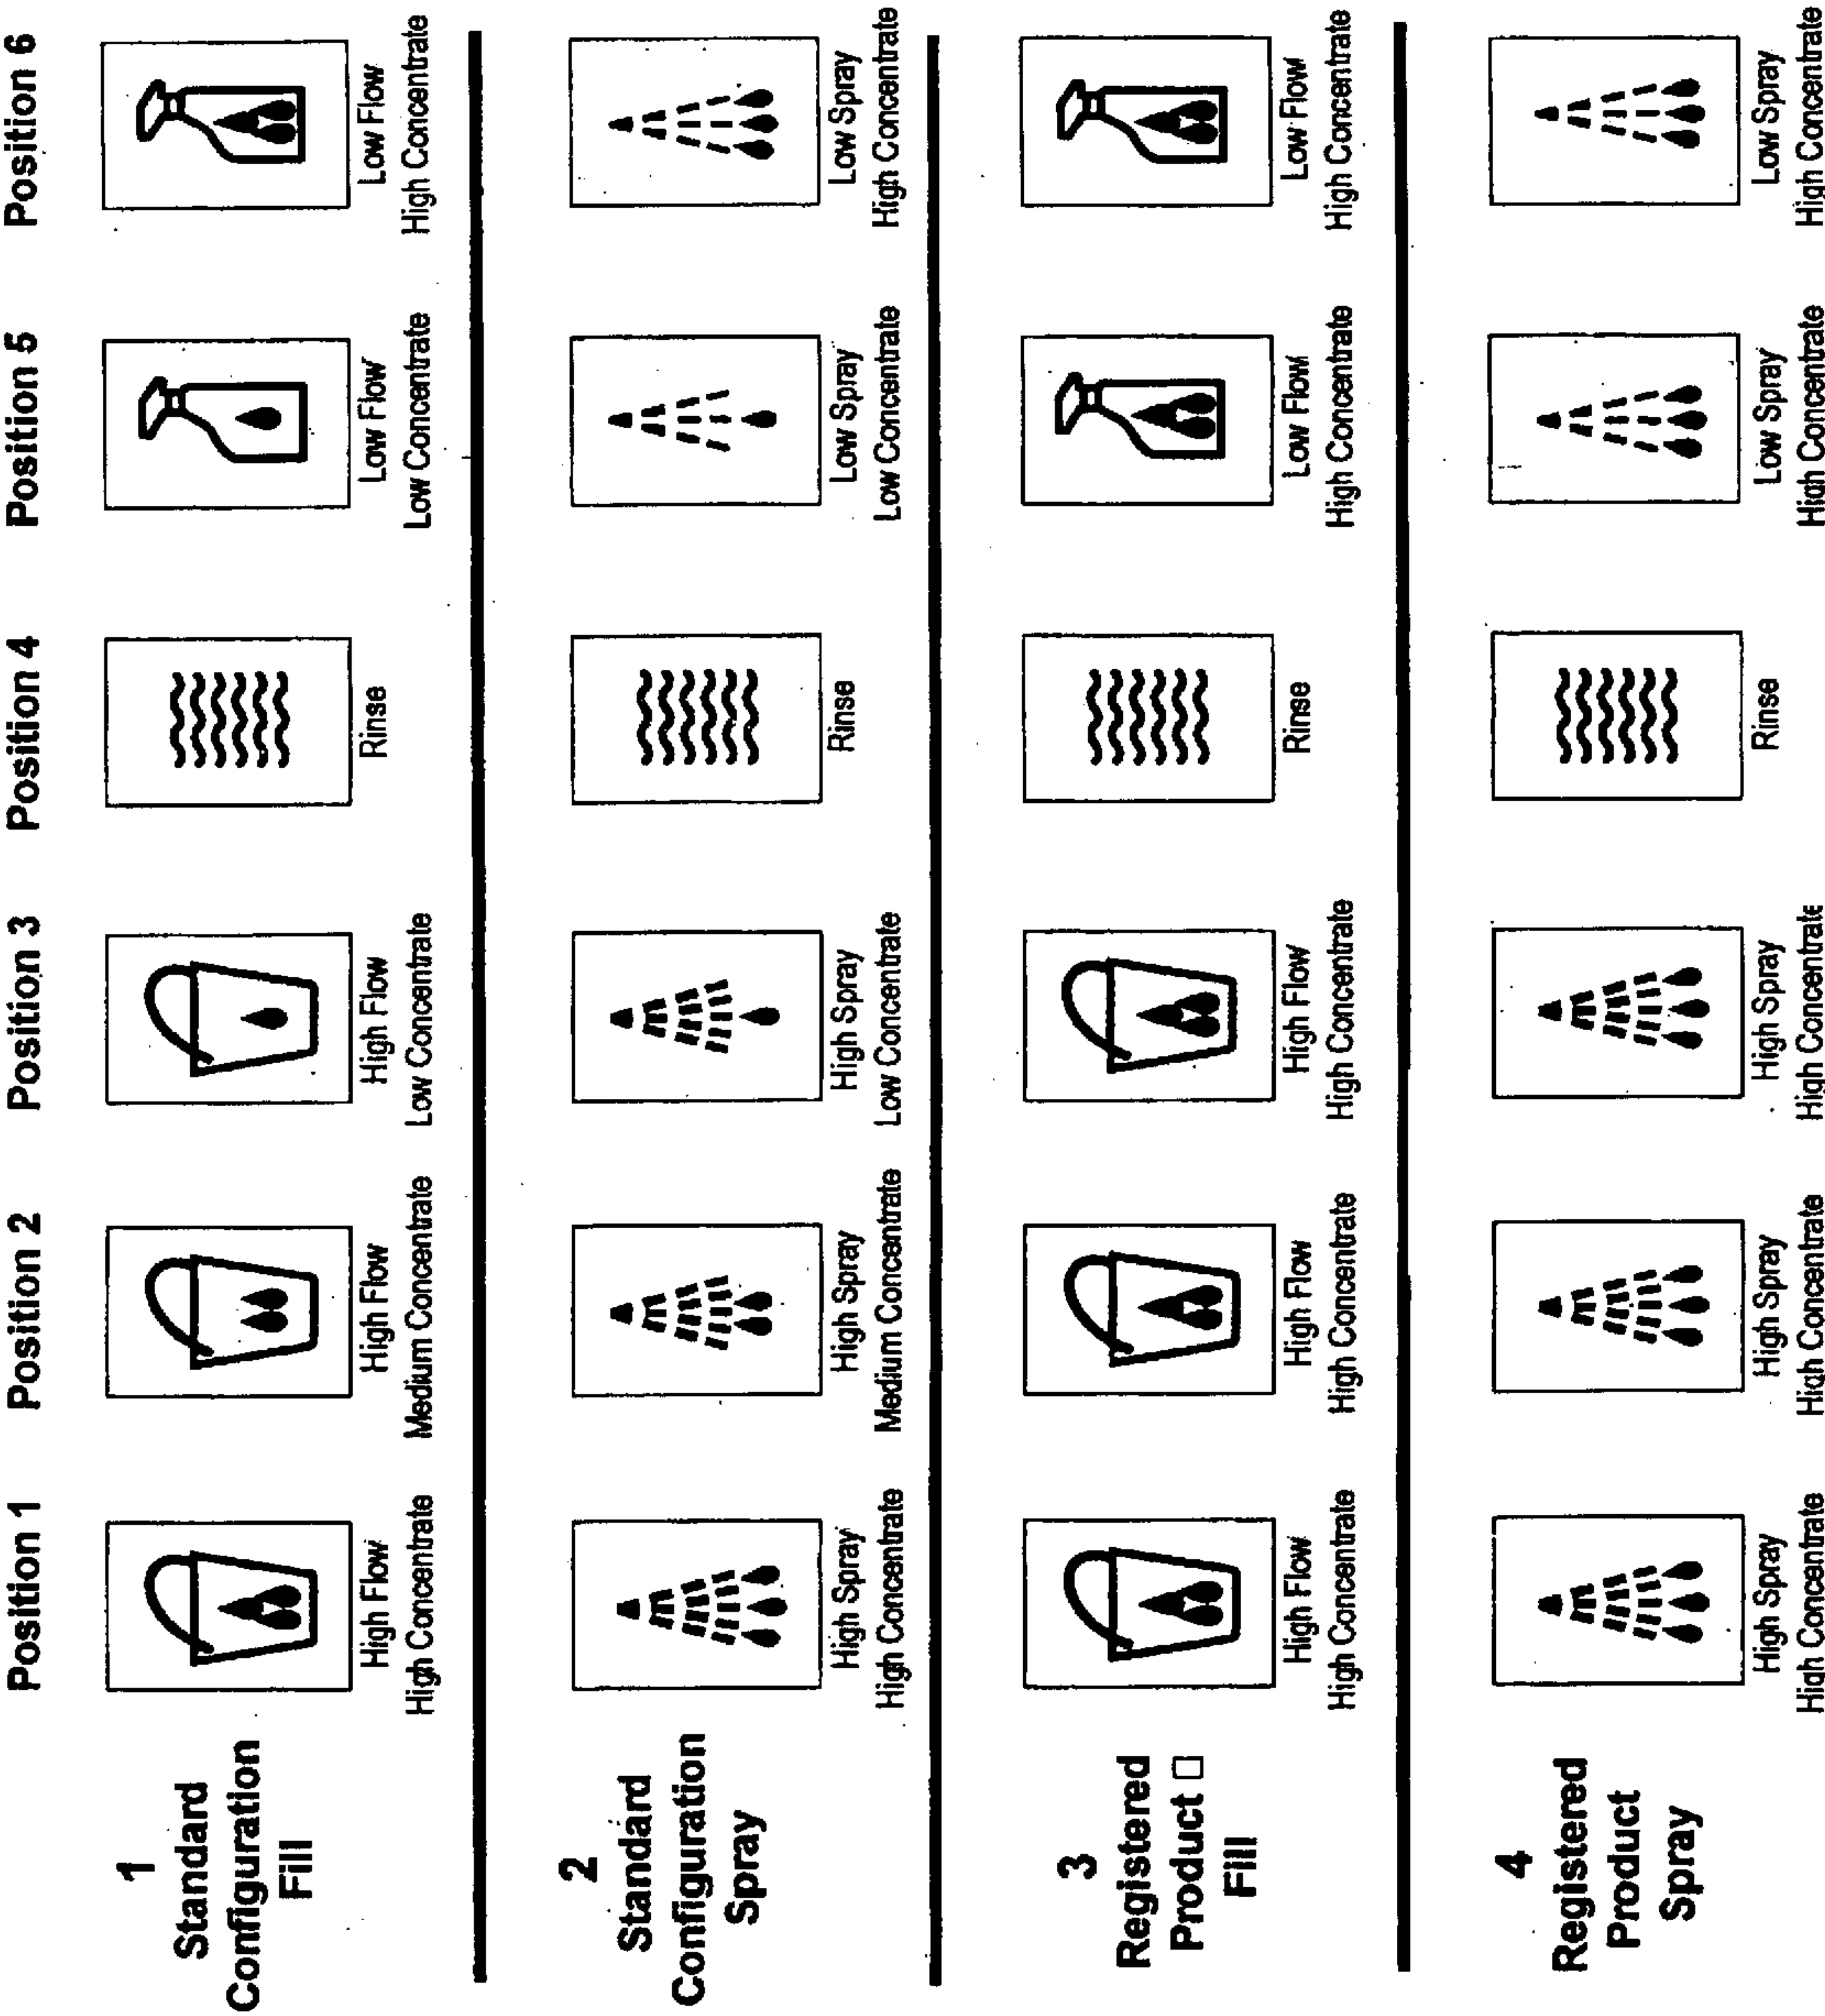 Position 1
Position 2
Position 3
Position 4
Position 5
Position 6
1
Standard
Configuration
Fill
High Flow
High Concentrate
High Flow
Medium Concentrate
High Flow
Low Concentrate
Rinse
Low Flow
Low Concentrate
Low Flow
High Concentrate
2
Standard
Configuration
Spray
High Spray
High Concentrate
High Spray
Medium Concentrate
High Spray
Low Concentrate
Rinse
Low Spray
Low Concentrate
Low Spray
High Concentrate
3
Registered
Product □
Fill
High Flow
High Concentrate
High Flow
High Concentrate
High Flow
High Concentrate
Rinse
Low Flow
High Concentrate
Low Flow
High Concentrate
4
Registered
Product
Spray
High Spray
High Concentrate
High Spray
High Concentrate
High Spray
High Concentrate
Rinse
Low Spray
High Concentrate
Low Spray
High Concentrate